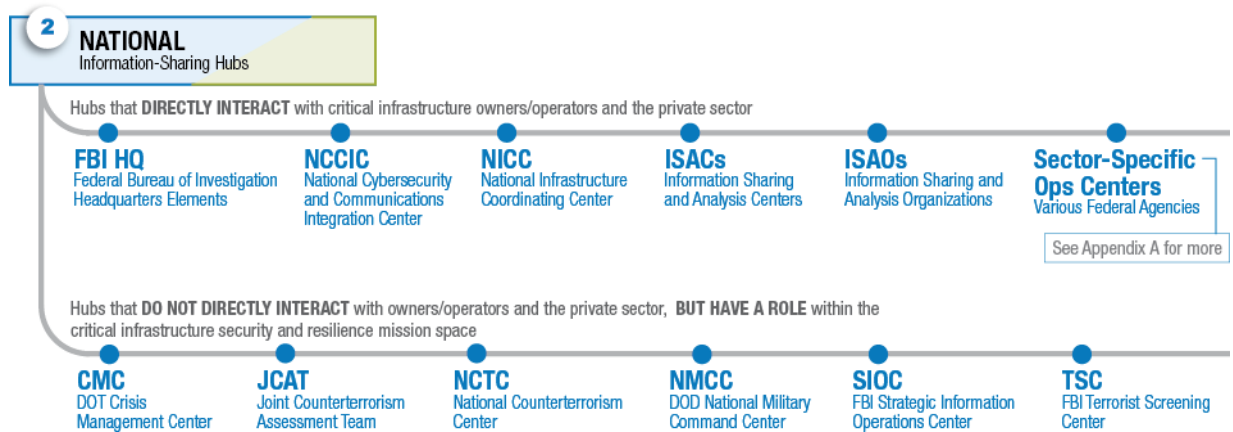 2
NATIONAL
Information-Sharing Hubs
Hubs that DIRECTLY INTERACT with critical infrastructure owners/operators and the private sector
FBI HQ
Federal Bureau of Investigation
Headquarters Elements
NCCIC
National Cybersecurity
and Communications
Integration Center
NICC
National Infrastructure
Coordinating Center
ISACs
Information Sharing
and Analysis Centers
ISAOs
Information Sharing and
Analysis Organizations
Sector-Specific
Ops Centers
Various Federal Agencies
See Appendix A for more
Hubs that DO NOT DIRECTLY INTERACT with owners/operators and the private sector, BUT HAVE A ROLE within the
critical infrastructure security and resilience mission space
CMC
DOT Crisis
Management Center
JCAT
Joint Counterterrorism
Assessment Team
NCTC
National Counterterrorism
Center
NMCC
DOD National Military
Command Center
SIOC
FBI Strategic Information
Operations Center
TSC
FBI Terrorist Screening
Center